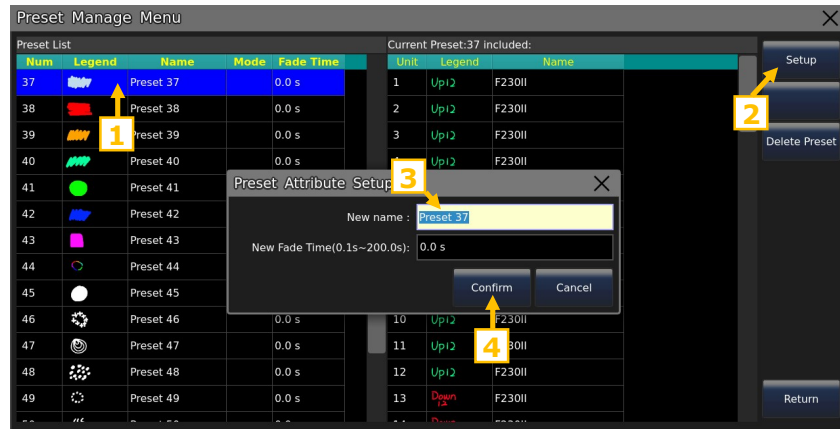 Preset Manage Menu
Preset List
Current Preset:37 included:
Num Legend Name Mode Fade Time
Unit Legend Name
37 Preset 37 0.0 s
1 Up12 F230II
Setup
38 Preset 38 0.0 s
2 Up12 F230II
2
1
39 Preset 39 0.0 s
3 Up12 F230II
Delete Preset
40 Preset 40 0.0 s
Up12 F230II
41 Preset 41
Preset Attribute Setup
3
42 Preset 42
New name : Preset 37
43 Preset 43
New Fade Time(0.1s~200.0s): 0.0 s
44 Preset 44
45 Preset 45
Confirm Cancel
46 Preset 46 0.0 s
10 Up12 F230II
4
47 Preset 47 0.0 s
11 Up12 F230II
48 Preset 48 0.0 s
12 Up12 F230II
49 Preset 49 0.0 s
13 Down 12 F230II
Return